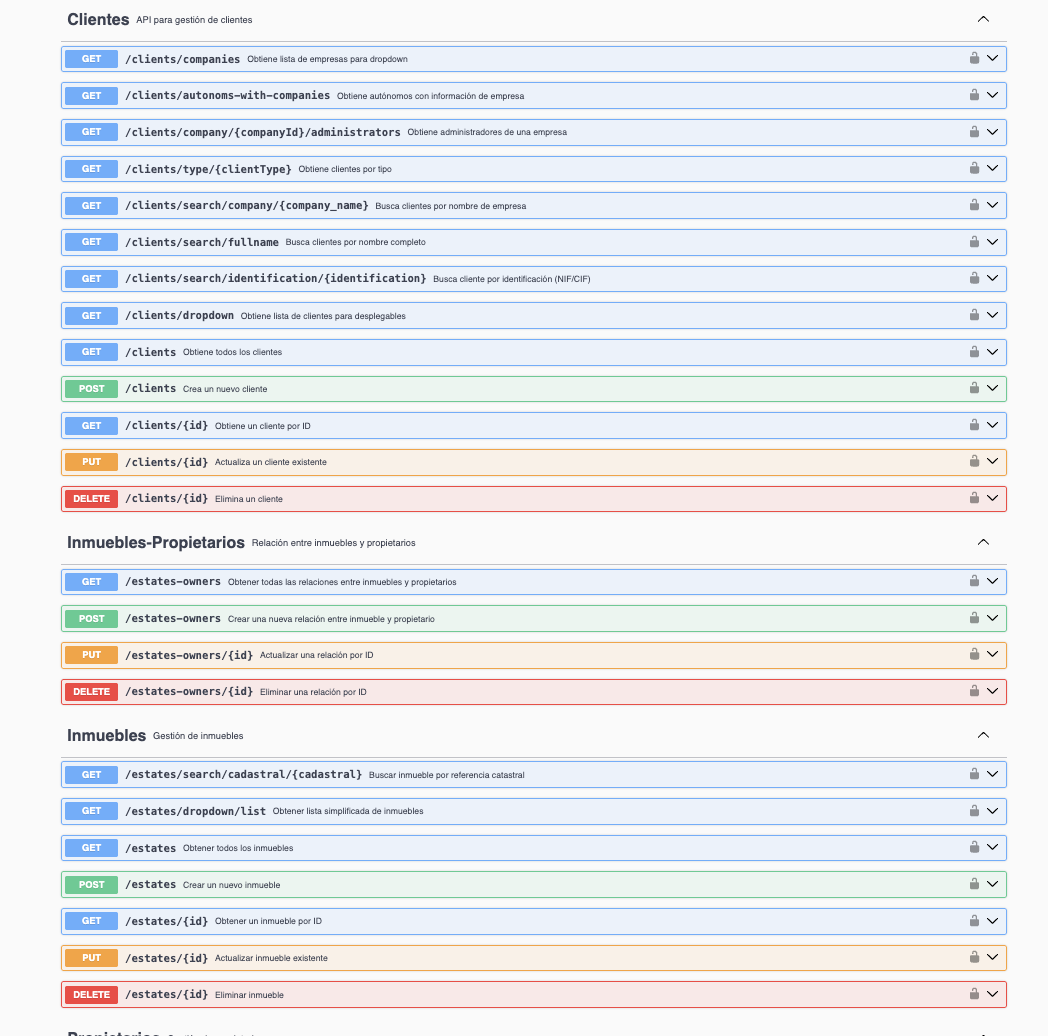 Clientes API para gestión de clientes
GET /clients/companies Obtiene lista de empresas para dropdown
GET /clients/autonoms-with-companies Obtiene autónomos con información de empresa
GET /clients/company/{companyId}/administrators Obtiene administradores de una empresa
GET /clients/type/{clientType} Obtiene clientes por tipo
GET /clients/search/company/{company_name} Busca clientes por nombre de empresa
GET /clients/search/fullname Busca clientes por nombre completo
GET /clients/search/identification/{identification} Busca cliente por identificación (NIF/CIF)
GET /clients/dropdown Obtiene lista de clientes para desplegables
GET /clients Obtiene todos los clientes
POST /clients Crea un nuevo cliente
GET /clients/{id} Obtiene un cliente por ID
PUT /clients/{id} Actualiza un cliente existente
DELETE /clients/{id} Elimina un cliente
Inmuebles-Propietarios Relación entre inmuebles y propietarios
GET /estates-owners Obtener todas las relaciones entre inmuebles y propietarios
POST /estates-owners Crear una nueva relación entre inmueble y propietario
PUT /estates-owners/{id} Actualizar una relación por ID
DELETE /estates-owners/{id} Eliminar una relación por ID
Inmuebles Gestión de inmuebles
GET /estates/search/cadastral/{cadastral} Buscar inmueble por referencia catastral
GET /estates/dropdown/list Obtener lista simplificada de inmuebles
GET /estates Obtener todos los inmuebles
POST /estates Crear un nuevo inmueble
GET /estates/{id} Obtener un inmueble por ID
PUT /estates/{id} Actualizar inmueble existente
DELETE /estates/{id} Eliminar inmueble